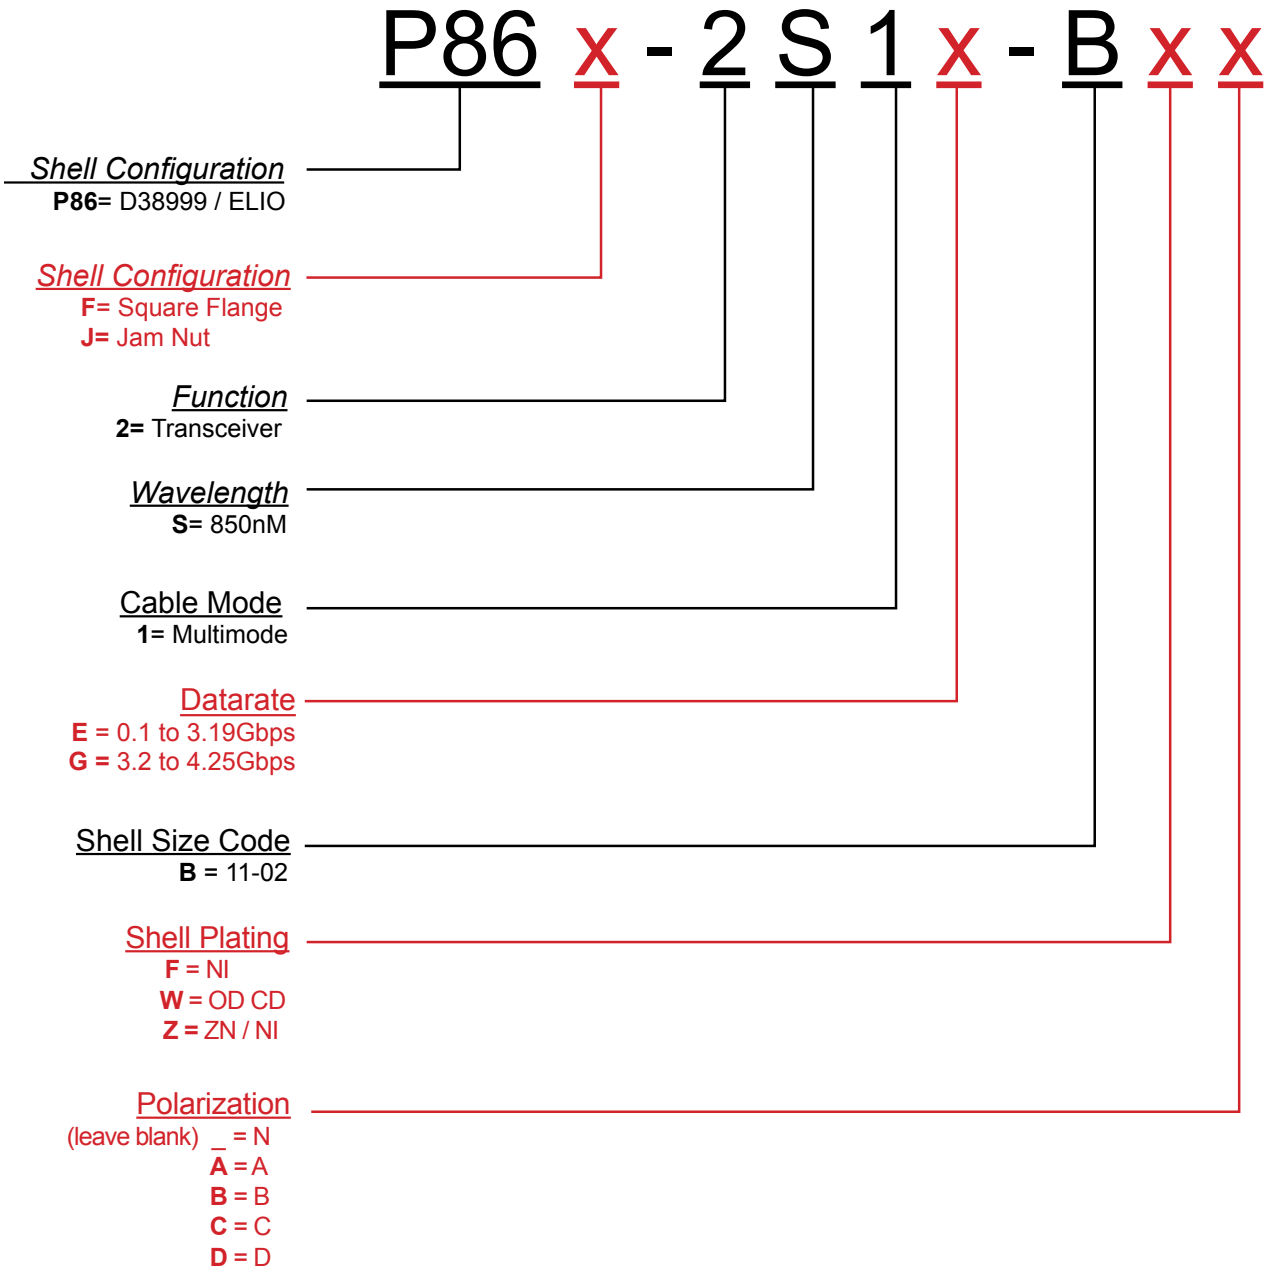 P86 x - 2 S 1 x - B x x
Shell Configuration
P86= D38999 / ELIO
Shell Configuration
F= Square Flange
J= Jam Nut
Function
2= Transceiver
Wavelength
S= 850nM
Cable Mode
1= Multimode
Datarate
E = 0.1 to 3.19Gbps
G = 3.2 to 4.25Gbps
Shell Size Code
B = 11-02
Shell Plating
F = NI
W = OD CD
Z = ZN / NI
Polarization
(leave blank) _ = N
A = A
B = B
C = C
D = D